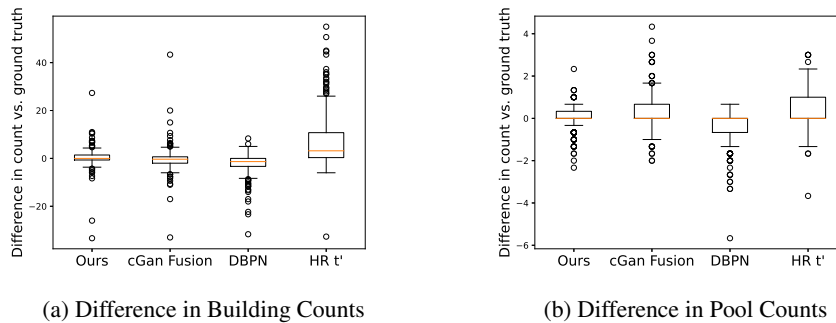 Difference in count vs. ground truth
40
20
0
−20
Ours
cGan Fusion
DBPN
HR t'
(a) Difference in Building Counts
Difference in count vs. ground truth
4
2
0
−2
−4
−6
Ours
cGan Fusion
DBPN
HR t'
(b) Difference in Pool Counts